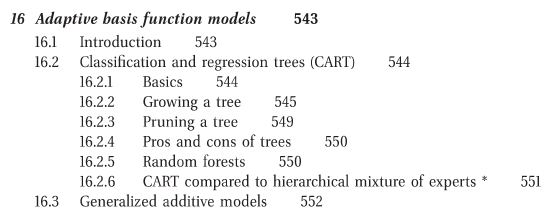 16 Adaptive basis function models 543
16.1 Introduction 543
16.2 Classification and regression trees (CART) 544
16.2.1 Basics 544
16.2.2 Growing a tree 545
16.2.3 Pruning a tree 549
16.2.4 Pros and cons of trees 550
16.2.5 Random forests 550
16.2.6 CART compared to hierarchical mixture of experts * 551
16.3 Generalized additive models 552